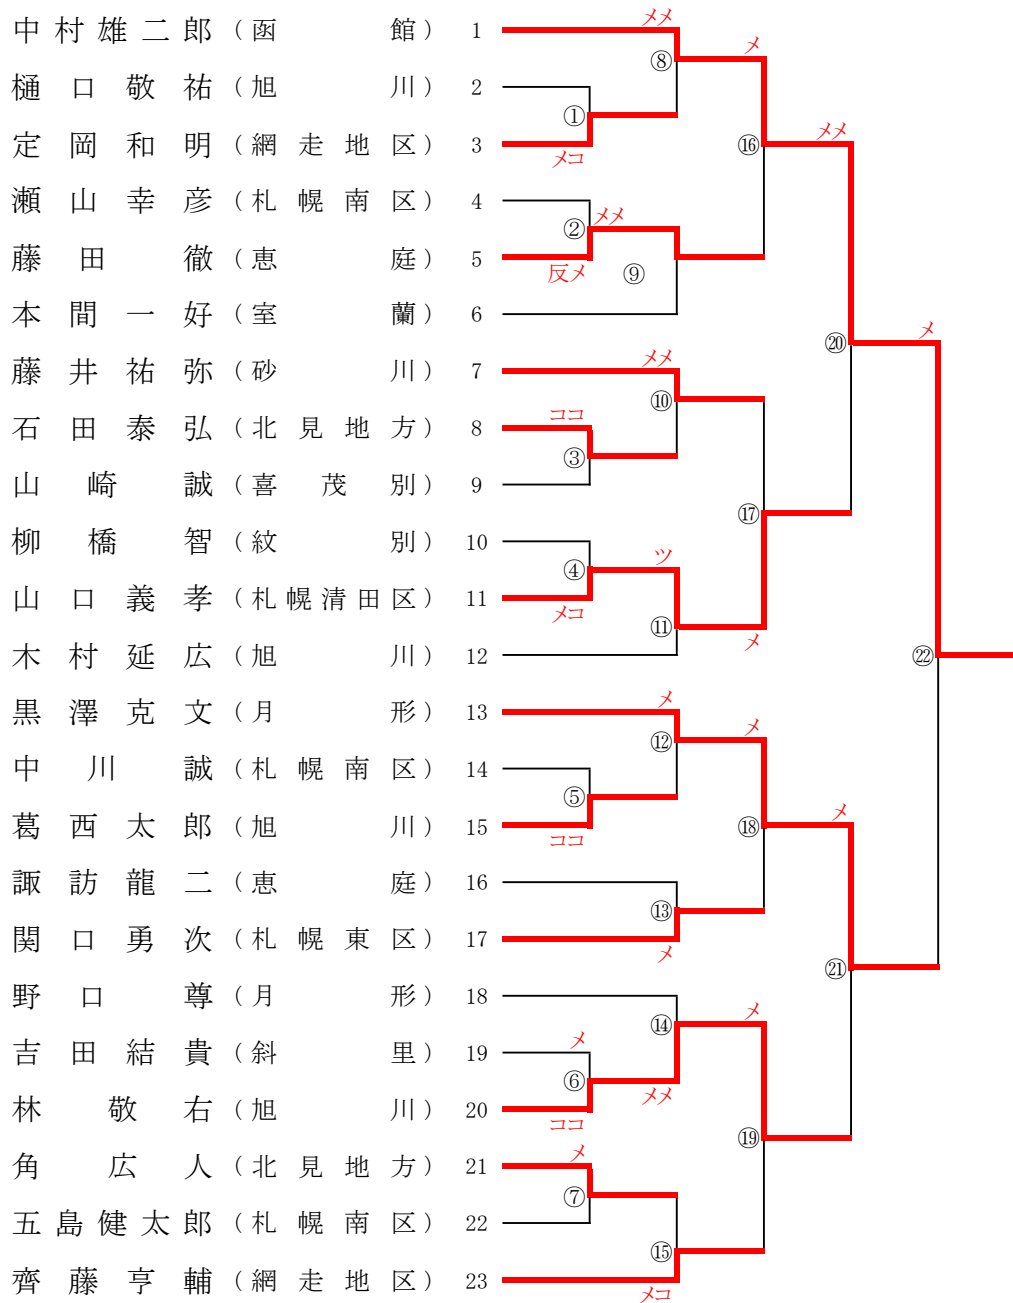 中村雄二郎 (函館) 1
樋口敬祐 (旭川) 2
定岡和明 (網走地区) 3
瀬山幸彦 (札幌南区) 4
藤田徹 (恵庭) 5
本間一好 (室蘭) 6
藤井祐弥 (砂川) 7
石田泰弘 (北見地方) 8
山崎誠 (喜茂別) 9
柳橋智 (紋別) 10
山口義孝 (札幌清田区) 11
木村延広 (旭川) 12
黒澤克文 (月形) 13
中川誠 (札幌南区) 14
葛西太郎 (旭川) 15
諏訪龍二 (恵庭) 16
関口勇次 (札幌東区) 17
野口尊 (月形) 18
吉田結貴 (斜里) 19
林敬右 (旭川) 20
角広人 (北見地方) 21
五島健太郎 (札幌南区) 22
齊藤亨輔 (網走地区) 23
①
メコ
②
反メ
ココ
③
④
メコ
⑤
ココ
メ
⑥
ココ
メ
⑦
メメ
⑧
メメ
⑨
メメ
⑩
ツ
⑪
メ
⑫
⑬
メ
⑭
メメ
⑮
メコ
メ
⑯
⑰
メ
メ
⑱
メ
⑲
メメ
⑳
メ
㉑
メ
㉒